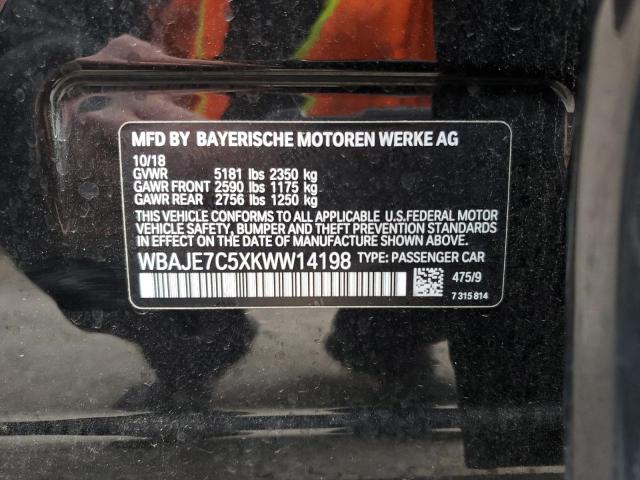 MFD BY BAYERISCHE MOTOREN WERKE AG
10/18
GVWR 5181 lbs 2350 kg
GAWR FRONT 2590 lbs 1175 kg
GAWR REAR 2756 lbs 1250 kg
THIS VEHICLE CONFORMS TO ALL APPLICABLE U.S.FEDERAL MOTOR
VEHICLE SAFETY, BUMPER AND THEFT PREVENTION STANDARDS
IN EFFECT ON THE DATE OF MANUFACTURE SHOWN ABOVE.
WBAJE7C5XKWW14198 TYPE: PASSENGER CAR
475/9
7 315 814